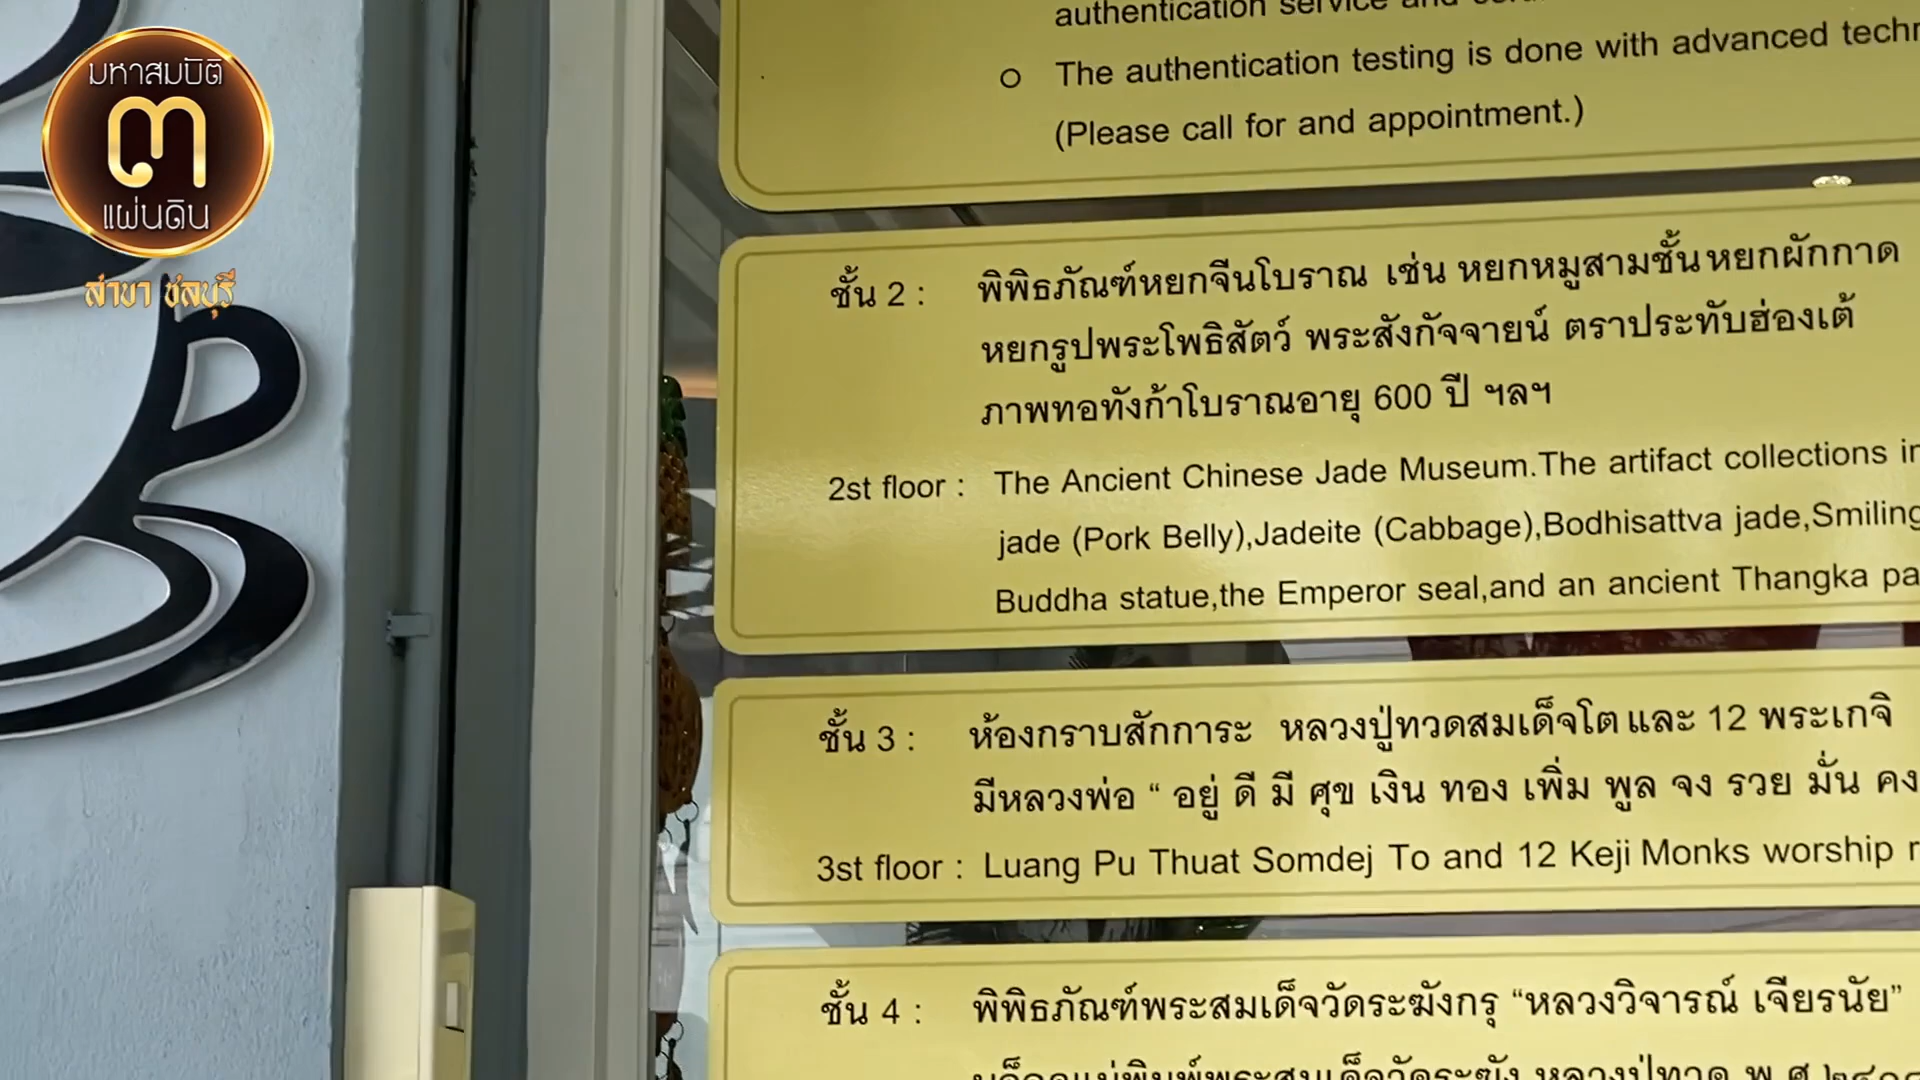 มหาสมบัติ
๓
แผ่นดิน
สาขา ชลบุรี
authentication service and
The authentication testing is done with advanced
(Please call for and appointment.)
ชั้น 2 : พิพิธภัณฑ์หยกจีนโบราณ เช่น หยกหมูสามชั้น หยกผักกาด
หยกรูปพระโพธิสัตว์ พระสังกัจจายน์ ตราประทับฮ่องเต้
ภาพทอทังก้าโบราณอายุ 600 ปี ฯลฯ
2st floor : The Ancient Chinese Jade Museum.The artifact collections
jade (Pork Belly),Jadeite (Cabbage),Bodhisattva jade,Smiling
Buddha statue,the Emperor seal,and an ancient Thangka
ชั้น 3 : ห้องกราบสักการะ หลวงปู่ทวดสมเด็จโต และ 12 พระเกจิ
มีหลวงพ่อ “ อยู่ ดี มี ศุข เงิน ทอง เพิ่ม พูล จง รวย มั่น คง
3st floor : Luang Pu Thuat Somdej To and 12 Keji Monks worship
ชั้น 4 : พิพิธภัณฑ์พระสมเด็จวัดระฆังกรุ “หลวงวิจารณ์ เจียรนัย”